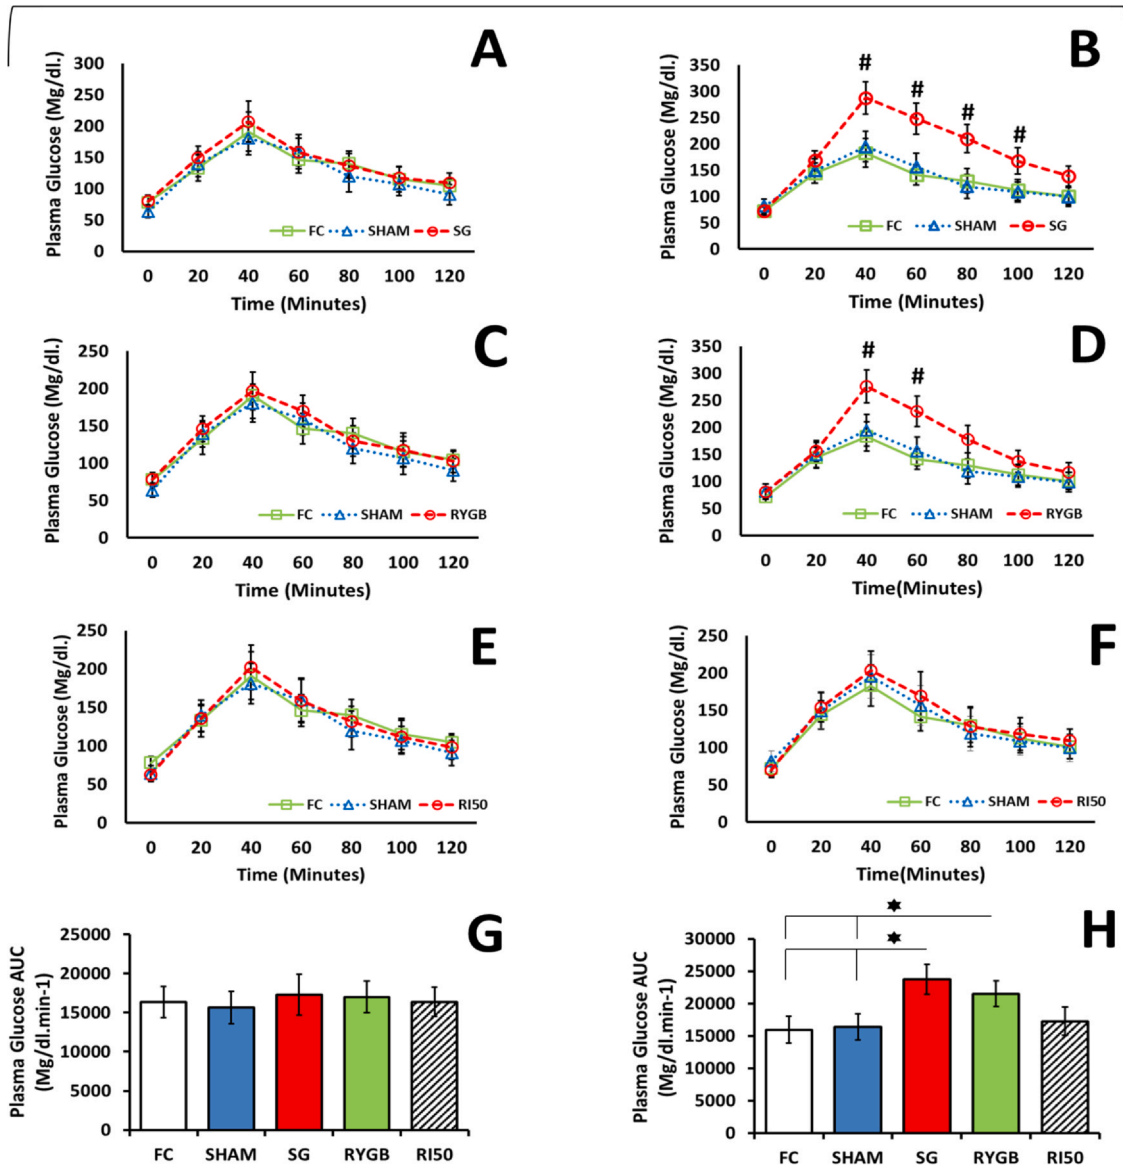 A
Plasma Glucose (Mg/dl.)
300
250
200
150
100
50
0
FC SHAM SG
0 20 40 60 80 100 120
Time (Minutes)
B
Plasma Glucose (Mg/dl.)
350
300
250
200
150
100
50
0
# # # #
FC SHAM SG
0 20 40 60 80 100 120
Time (Minutes)
C
Plasma Glucose (Mg/dl.)
250
200
150
100
50
0
FC SHAM RYGB
0 20 40 60 80 100 120
Time (Minutes)
D
Plasma Glucose (Mg/dl.)
350
300
250
200
150
100
50
0
# #
FC SHAM RYGB
0 20 40 60 80 100 120
Time(Minutes)
E
Plasma Glucose (Mg/dl.)
250
200
150
100
50
0
FC SHAM RI50
0 20 40 60 80 100 120
Time (Minutes)
F
Plasma Glucose (Mg/dl.)
250
200
150
100
50
0
FC SHAM RI50
0 20 40 60 80 100 120
Time(Minutes)
G
Plasma Glucose AUC
(Mg/dl.min-1)
25000
20000
15000
10000
5000
0
FC SHAM SG RYGB RI50
H
Plasma Glucose AUC
(Mg/dl.min-1)
30000
25000
20000
15000
10000
5000
0
FC SHAM SG RYGB RI50